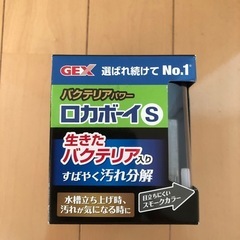 GEX 選ばれ続けて No.1*
バクテリアパワー
ロカボーイS
生きた
バクテリア入り
すばやく汚れ分解
水槽立ち上げ時、
汚れが気になる時に
目立ちにくい
スモークカラー